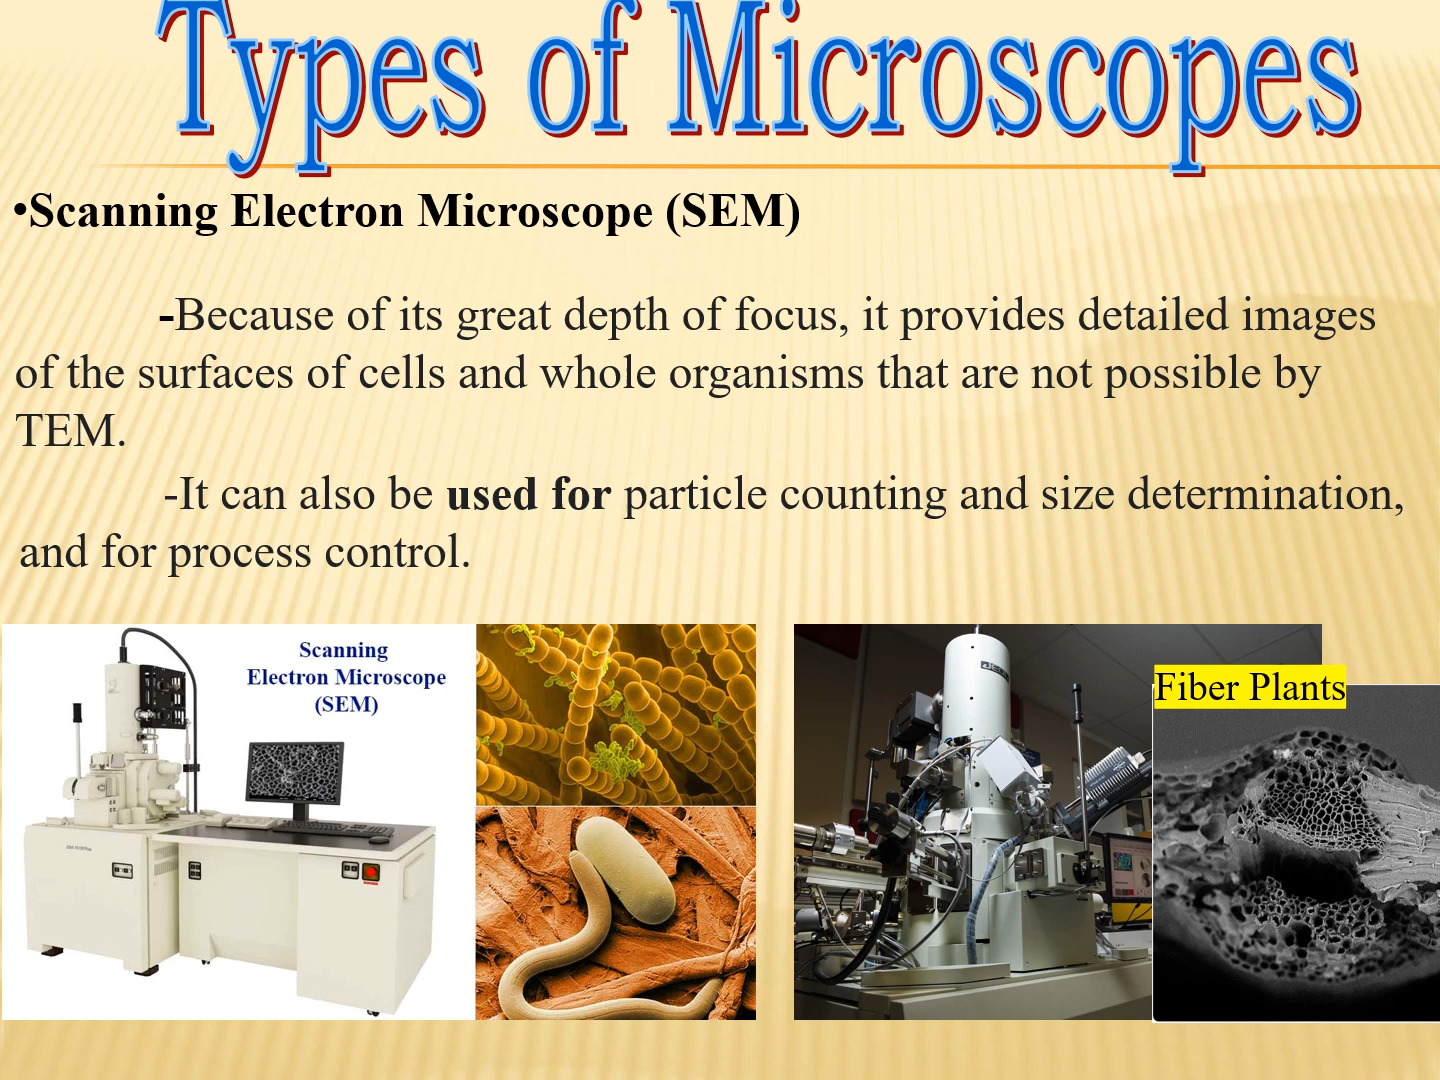 Types of Microscopes
•Scanning Electron Microscope (SEM)
-Because of its great depth of focus, it provides detailed images
of the surfaces of cells and whole organisms that are not possible by
TEM.
-It can also be used for particle counting and size determination,
and for process control.
Scanning
Electron Microscope
(SEM)
Fiber Plants